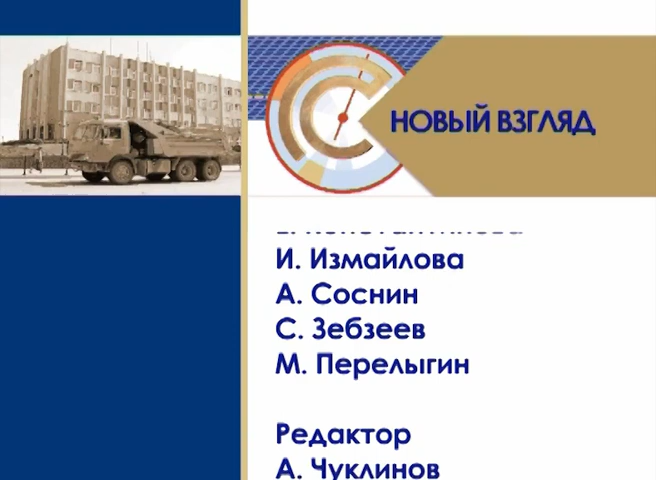 НОВЫЙ ВЗГЛЯД
И. Измайлова
А. Соснин
С. Зебзеев
М. Перелыгин
Редактор
А. Чуклинов